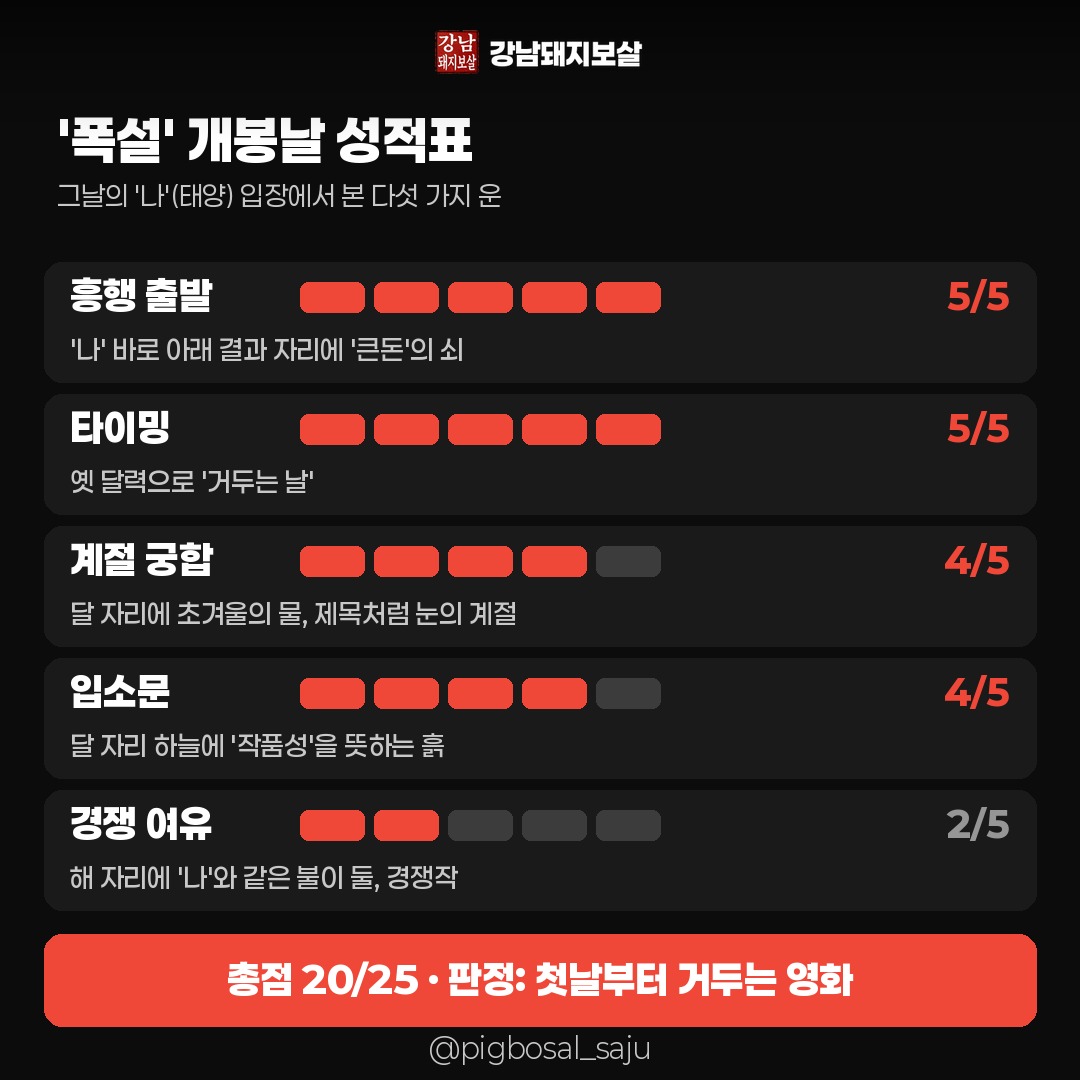 강남
돼지보살
강남돼지보살
'폭설' 개봉날 성적표
그날의 '나'(태양) 입장에서 본 다섯 가지 운
흥행 출발
5/5
'나' 바로 아래 결과 자리에 '큰돈'의 쇠
타이밍
5/5
옛 달력으로 '거두는 날'
계절 궁합
4/5
달 자리에 초겨울의 물, 제목처럼 눈의 계절
입소문
4/5
달 자리 하늘에 '작품성'을 뜻하는 흙
경쟁 여유
2/5
해 자리에 '나'와 같은 불이 둘, 경쟁작
총점 20/25 · 판정: 첫날부터 거두는 영화
@pigbosal_saju